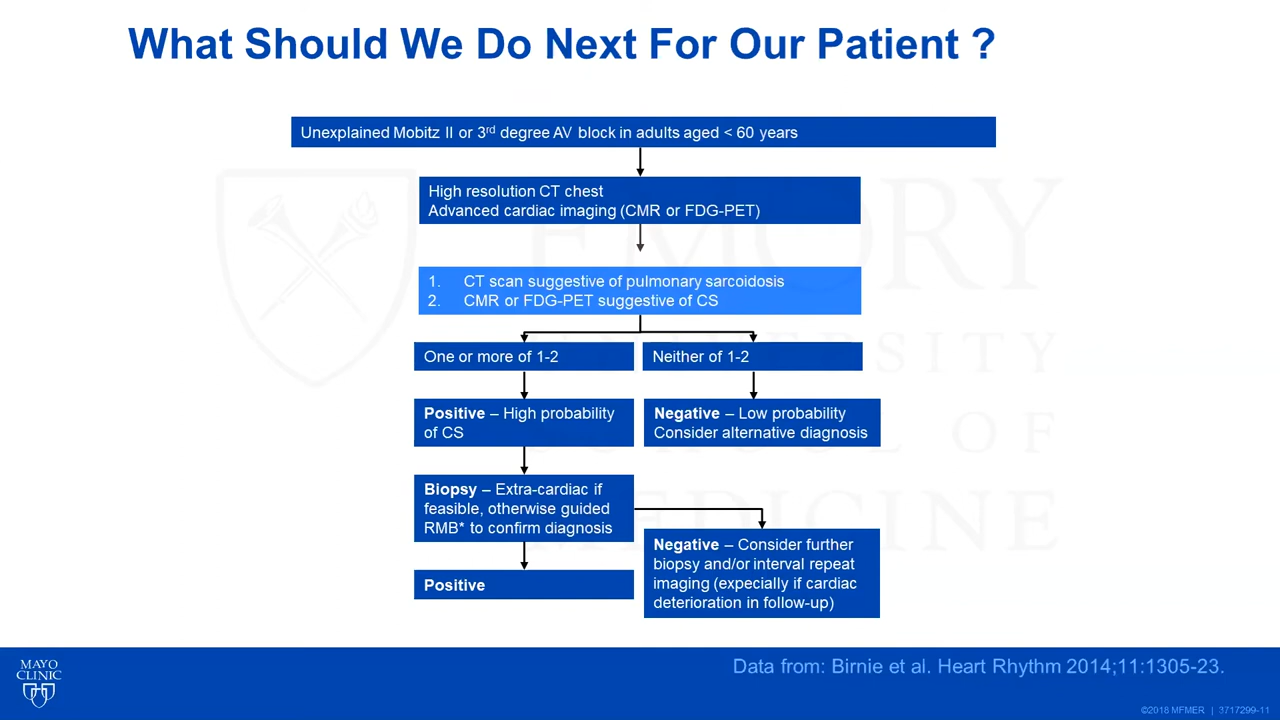 What Should We Do Next For Our Patient ?
Unexplained Mobitz II or 3rd degree AV block in adults aged < 60 years
High resolution CT chest
Advanced cardiac imaging (CMR or FDG-PET)
1. CT scan suggestive of pulmonary sarcoidosis
2. CMR or FDG-PET suggestive of CS
One or more of 1-2
Neither of 1-2
Positive – High probability
of CS
Negative – Low probability
Consider alternative diagnosis
Biopsy – Extra-cardiac if
feasible, otherwise guided
RMB* to confirm diagnosis
Negative – Consider further
biopsy and/or interval repeat
imaging (expecially if cardiac
deterioration in follow-up)
Positive
EMORY
UNIVERSITY
SCHOOL OF
MEDICINE
MAYO
CLINIC
Data from: Birnie et al. Heart Rhythm 2014;11:1305-23.
©2018 MFMER | 3717299-11